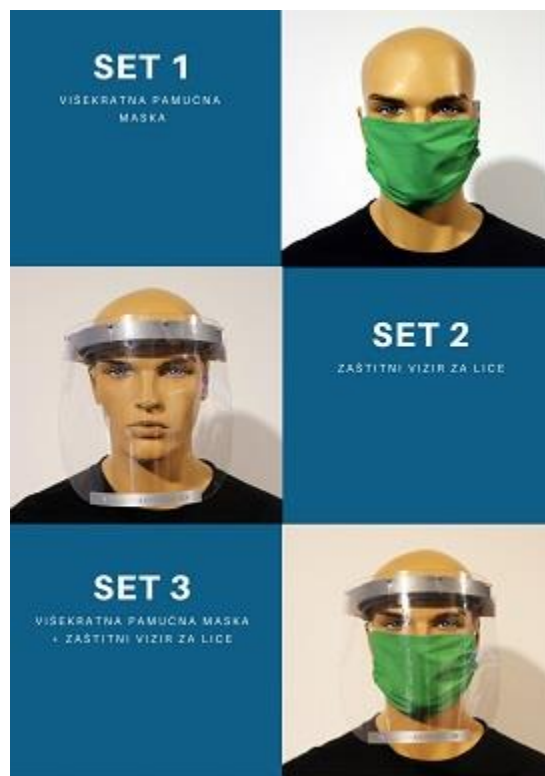 SET 1
VIŠEKRATNA PAMUČNA
MASKA
SET 2
ZAŠTITNI VIZIR ZA LICE
SET 3
VIŠEKRATNA PAMUČNA MASKA
+ ZAŠTITNI VIZIR ZA LICE